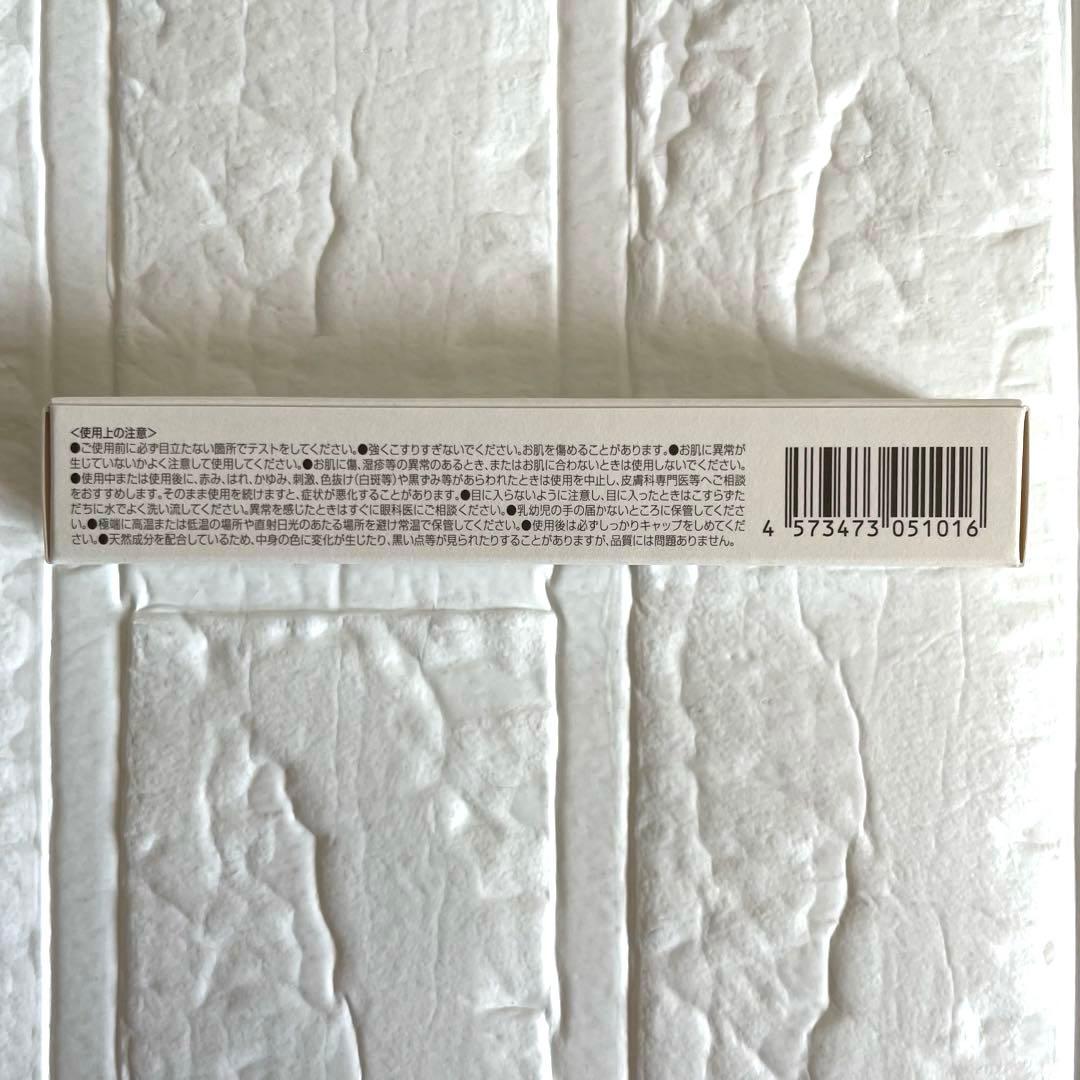 ＜使用上の注意＞
●ご使用前に必ず目立たない箇所でテストをしてください。●強くこすりすぎないでください。お肌を傷めることがあります。●お肌に異常が
生じていないかよく注意して使用してください。●お肌に傷、湿疹等の異常のあるとき、またはお肌に合わないときは使用しないでください。
●使用中または使用後に、赤み、はれ、かゆみ、刺激、色抜け(白斑等)や黒ずみ等があらわれたときは使用を中止し、皮膚科専門医等へご相談
をおすすめします。そのまま使用を続けますと、症状が悪化することがあります。●目に入らないように注意し、目に入ったときはこすらずた
だちに水でよく洗い流してください。異常を感じたときはすぐに眼科医にご相談ください。●乳幼児の手の届かないところに保管してくださ
い。●極端に高温または低温の場所や直射日光のあたる場所を避け常温で保管してください。●使用後は必ずしっかりキャップをしめてくだ
さい。●天然成分を配合しているため、中身の色に変化が生じたり、黒い点等が見られたりすることがありますが、品質には問題ありません。
4 573473 051016